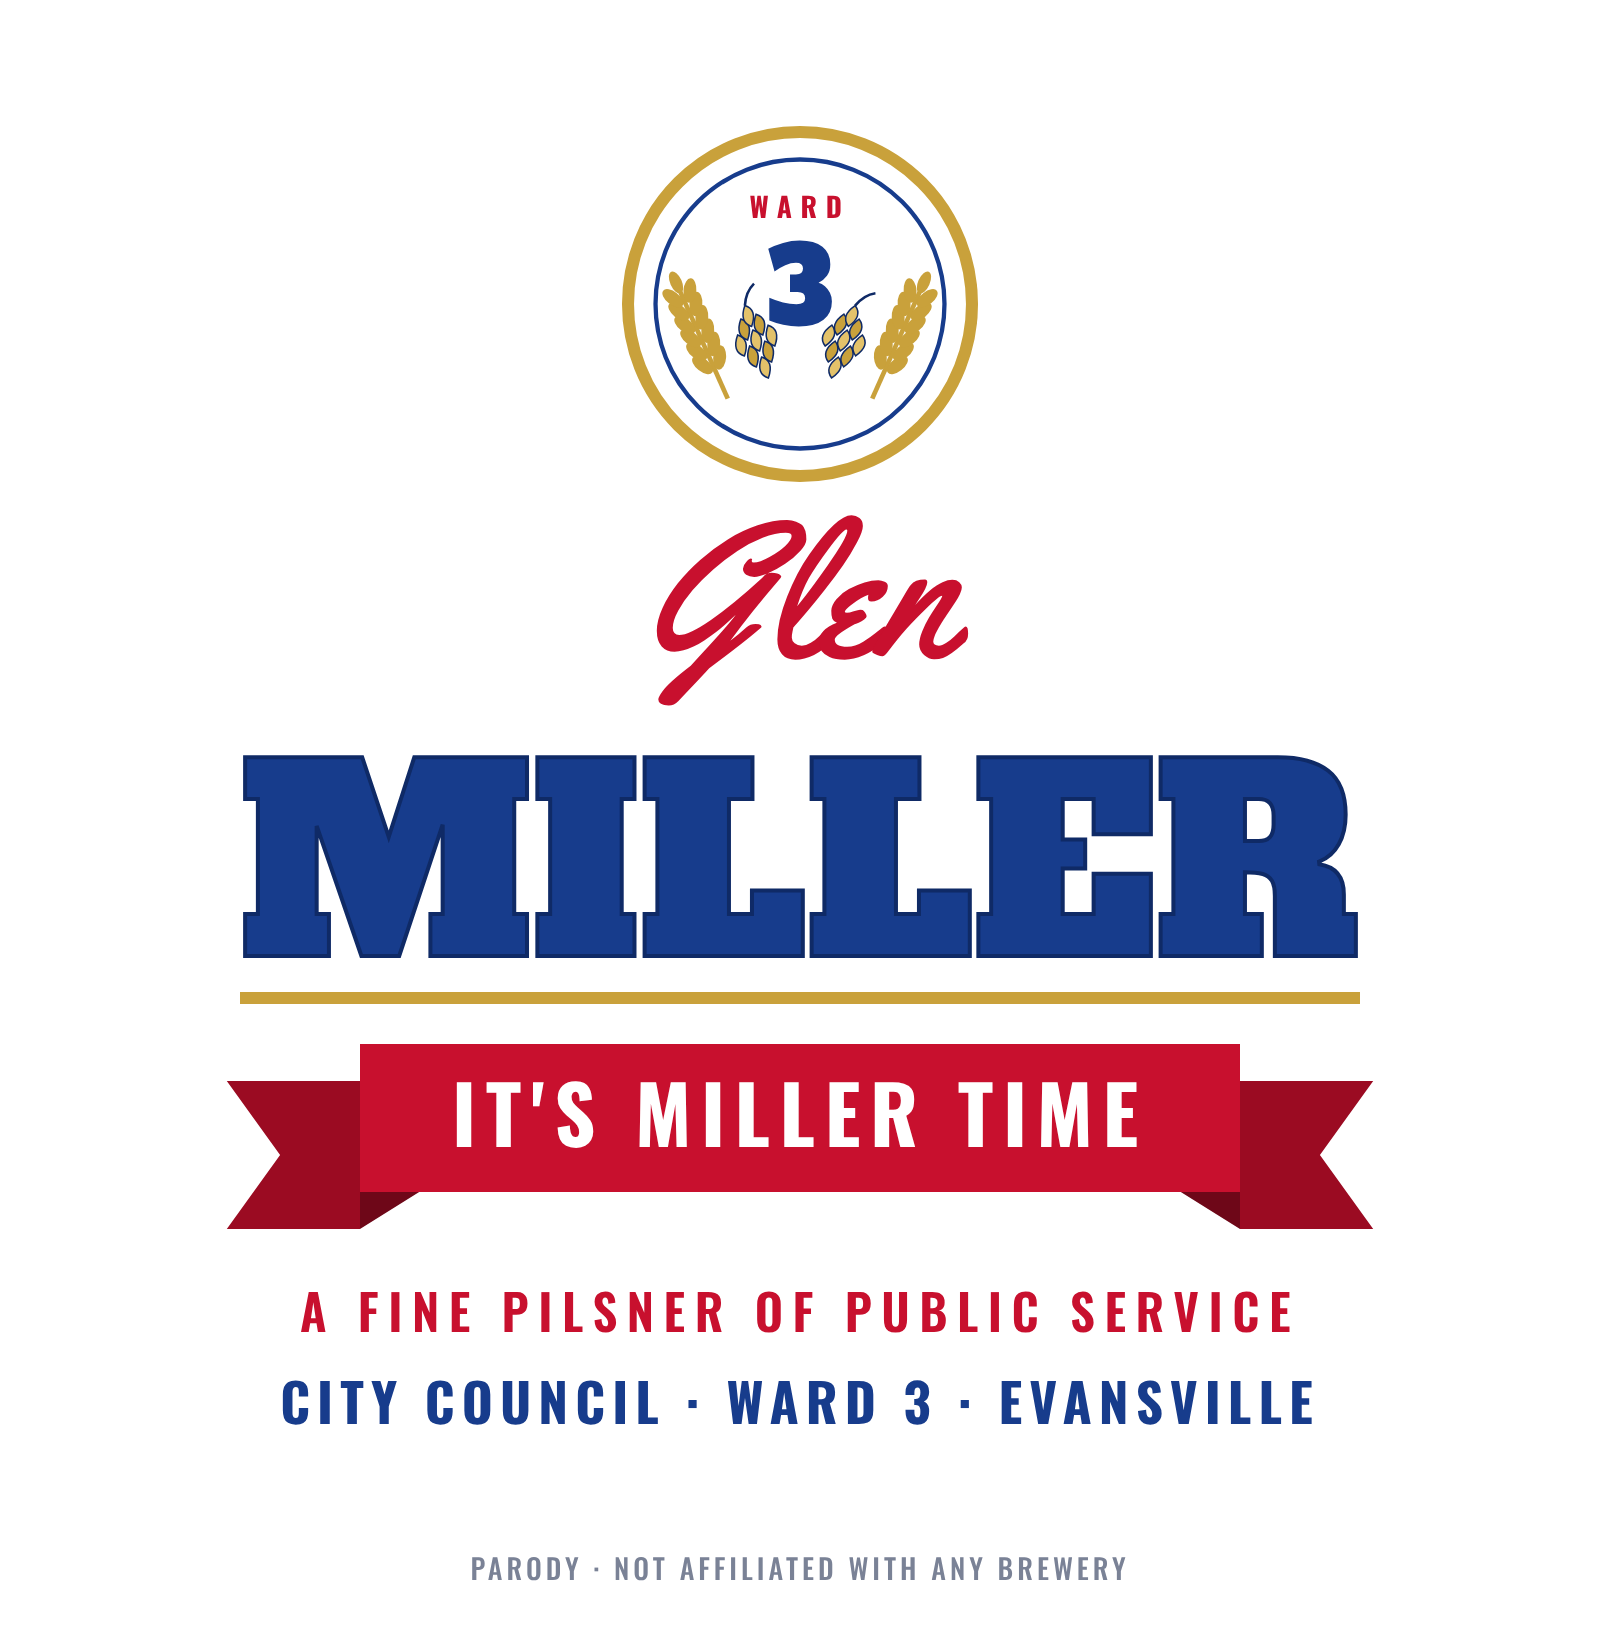 WARD
3
Glen
MILLER
IT'S MILLER TIME
A FINE PILSNER OF PUBLIC SERVICE
CITY COUNCIL · WARD 3 · EVANSVILLE
PARODY · NOT AFFILIATED WITH ANY BREWERY